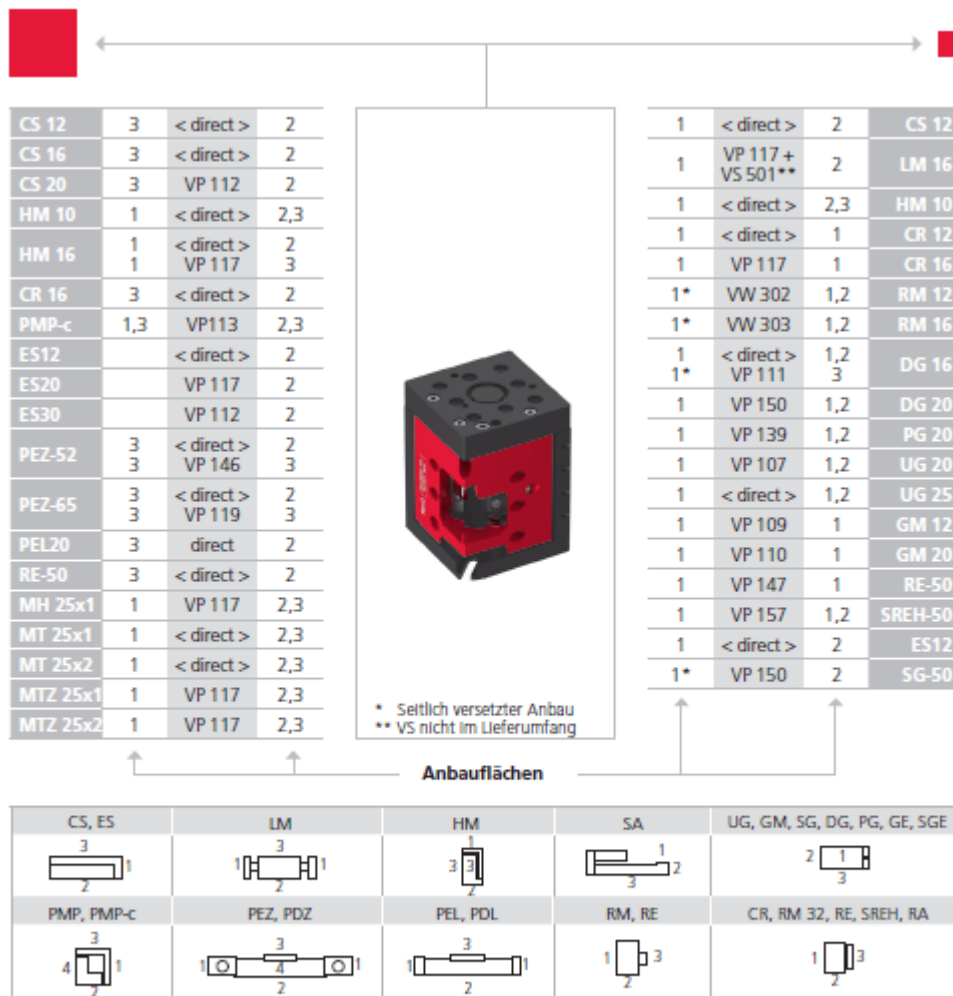 CS 12 3 < direct > 2
CS 16 3 < direct > 2
CS 20 3 VP 112 2
HM 10 1 < direct > 2,3
HM 16 1 < direct > 2
1 VP 117 3
CR 16 3 < direct > 2
PMP-c 1,3 VP113 2,3
ES12 < direct > 2
ES20 VP 117 2
ES30 VP 112 2
PEZ-52 3 < direct > 2
3 VP 146 3
PEZ-65 3 < direct > 2
3 VP 119 3
PEL20 3 direct 2
RE-50 3 < direct > 2
MH 25x1 1 VP 117 2,3
MT 25x1 1 < direct > 2,3
MT 25x2 1 < direct > 2,3
MTZ 25x1 1 VP 117 2,3
MTZ 25x2 1 VP 117 2,3
* Seitlich versetzter Anbau
** VS nicht im Lieferumfang
1 < direct > 2 CS 12
1 VP 117 + 2 LM 16
VS 501**
1 < direct > 2,3 HM 10
1 < direct > 1 CR 12
1 VP 117 1 CR 16
1* VW 302 1,2 RM 12
1* VW 303 1,2 RM 16
1 < direct > 1,2 DG 16
1* VP 111 3
1 VP 150 1,2 DG 20
1 VP 139 1,2 PG 20
1 VP 107 1,2 UG 20
1 < direct > 1,2 UG 25
1 VP 109 1 GM 12
1 VP 110 1 GM 20
1 VP 147 1 RE-50
1 VP 157 1,2 SREH-50
1 < direct > 2 ES12
1* VP 150 2 SG-50
Anbauflächen
CS, ES LM HM SA UG, GM, SG, DG, PG, GE, SGE
3 1 2
3 1 1 2
1 3 3 2
1 2 3
2 1 3
PMP, PMP-c PEZ, PDZ PEL, PDL RM, RE CR, RM 32, RE, SREH, RA
3 4 1 2
3 1 4 1 2
3 1 1 2
1 3 2
1 3 2